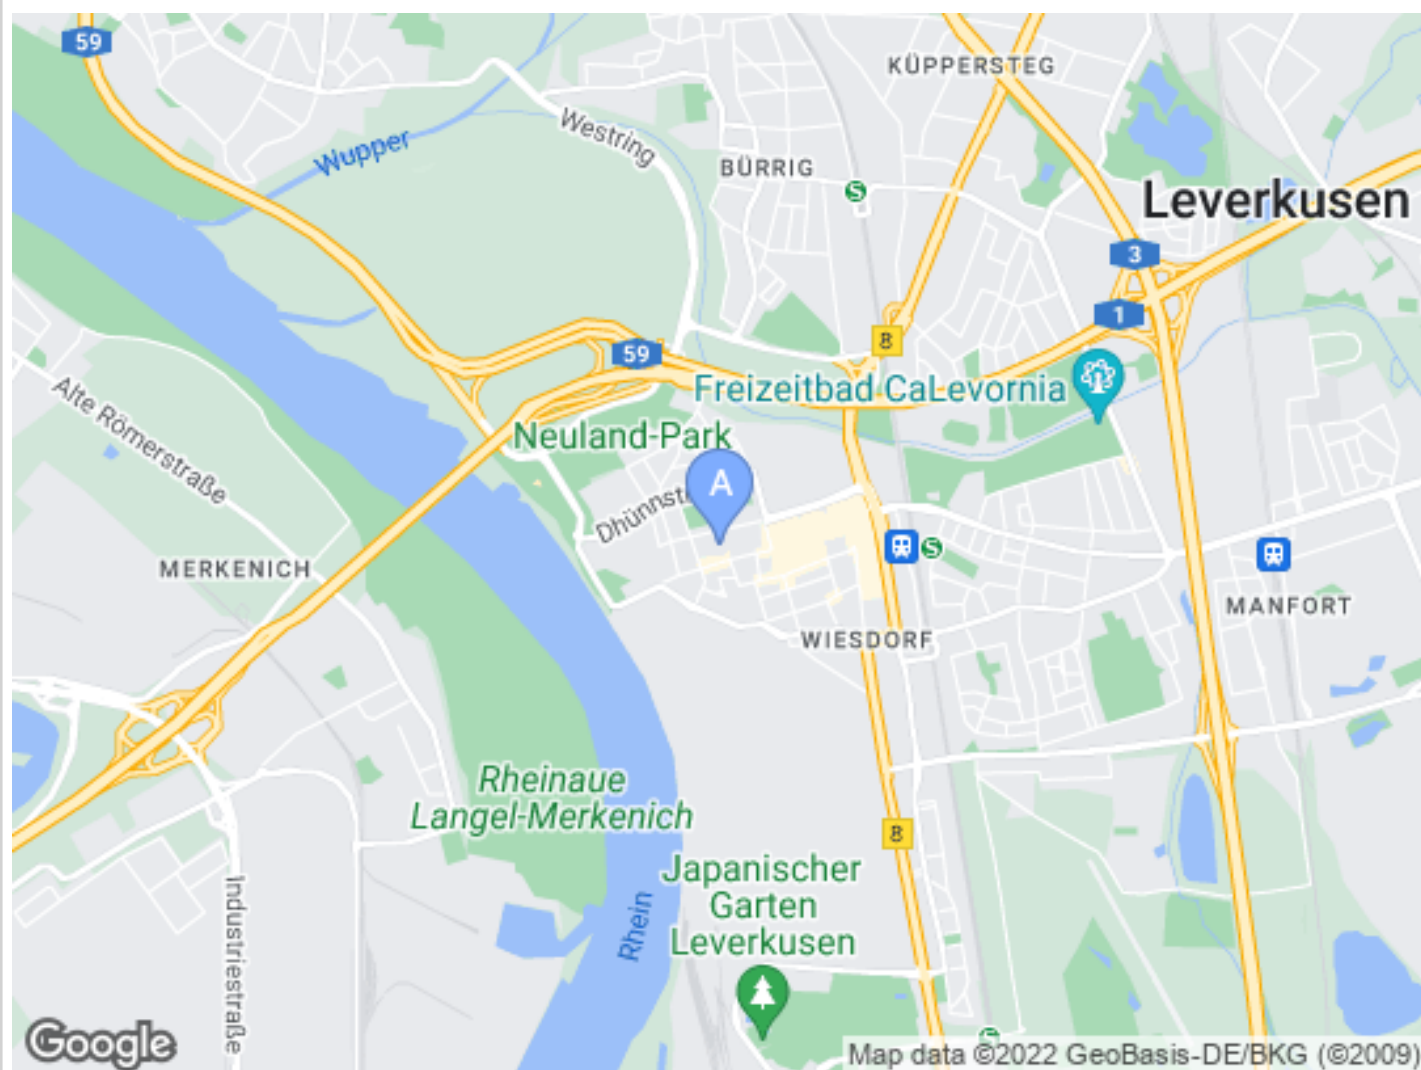 59
KÜPPERSTEG
Westring
Wupper
BÜRRIG
S
Leverkusen
3
1
8
59
Freizeitbad CaLevornia
Alte Römerstraße
Neuland-Park
A
S
MERKENICH
MANFORT
WIESDORF
Rheinaue
Langel-Merkenich
8
Japanischer
Garten
Leverkusen
Rhein
Industriestraße
S
Google
Map data ©2022 GeoBasis-DE/BKG (©2009)